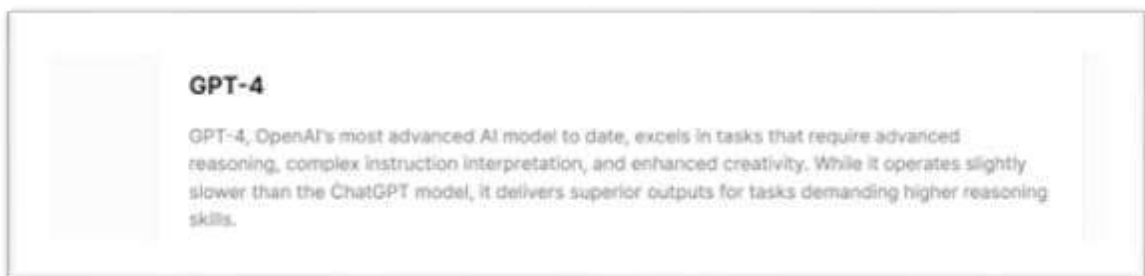 GPT-4
GPT-4, OpenAI's most advanced AI model to date, excels in tasks that require advanced
reasoning, complex instruction interpretation, and enhanced creativity. While it operates slightly
slower than the ChatGPT model, it delivers superior outputs for tasks demanding higher reasoning
skills.